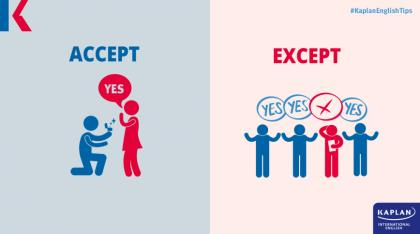 #KaplanEnglishTips
ACCEPT
EXCEPT
YES
YES YES YES
KAPLAN
INTERNATIONAL
ENGLISH